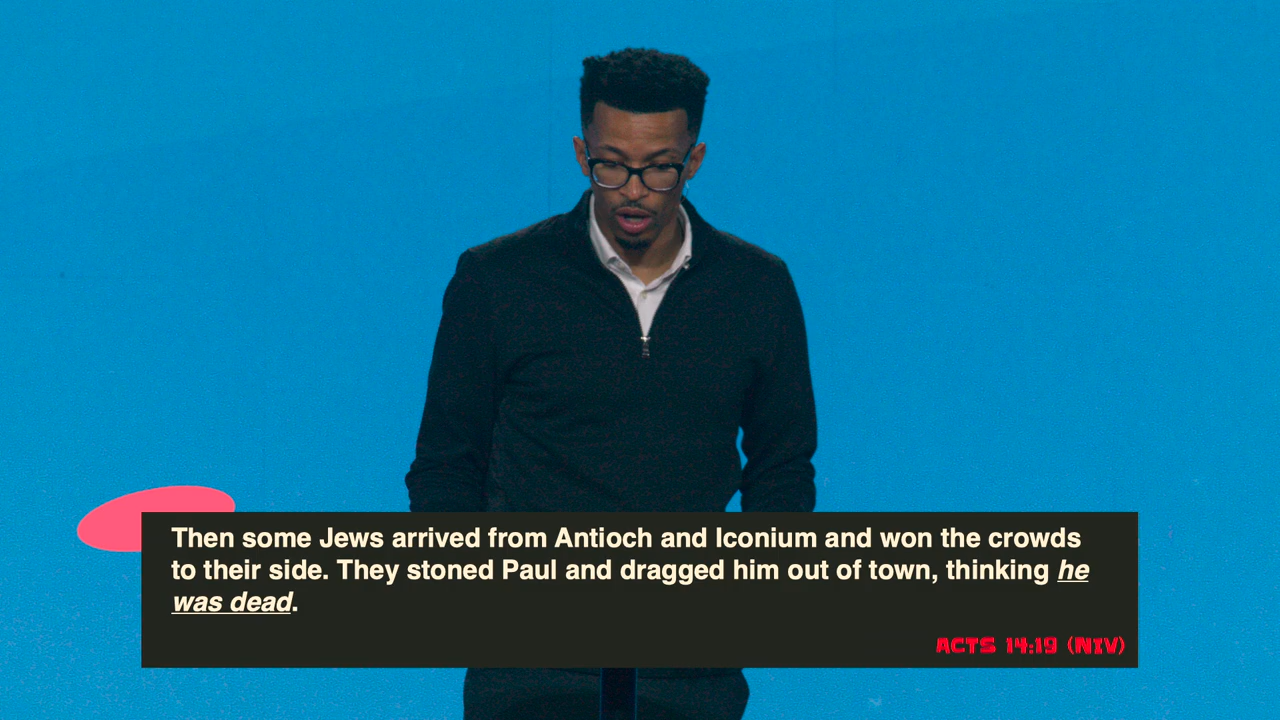 Then some Jews arrived from Antioch and Iconium and won the crowds
to their side. They stoned Paul and dragged him out of town, thinking he
was dead.
ACTS 14:19 (NIV)